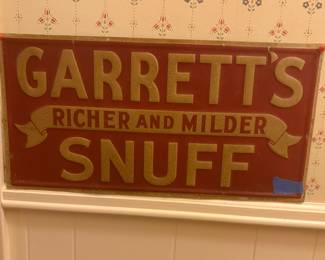 GARRETT'S
RICHER AND MILDER
SNUFF